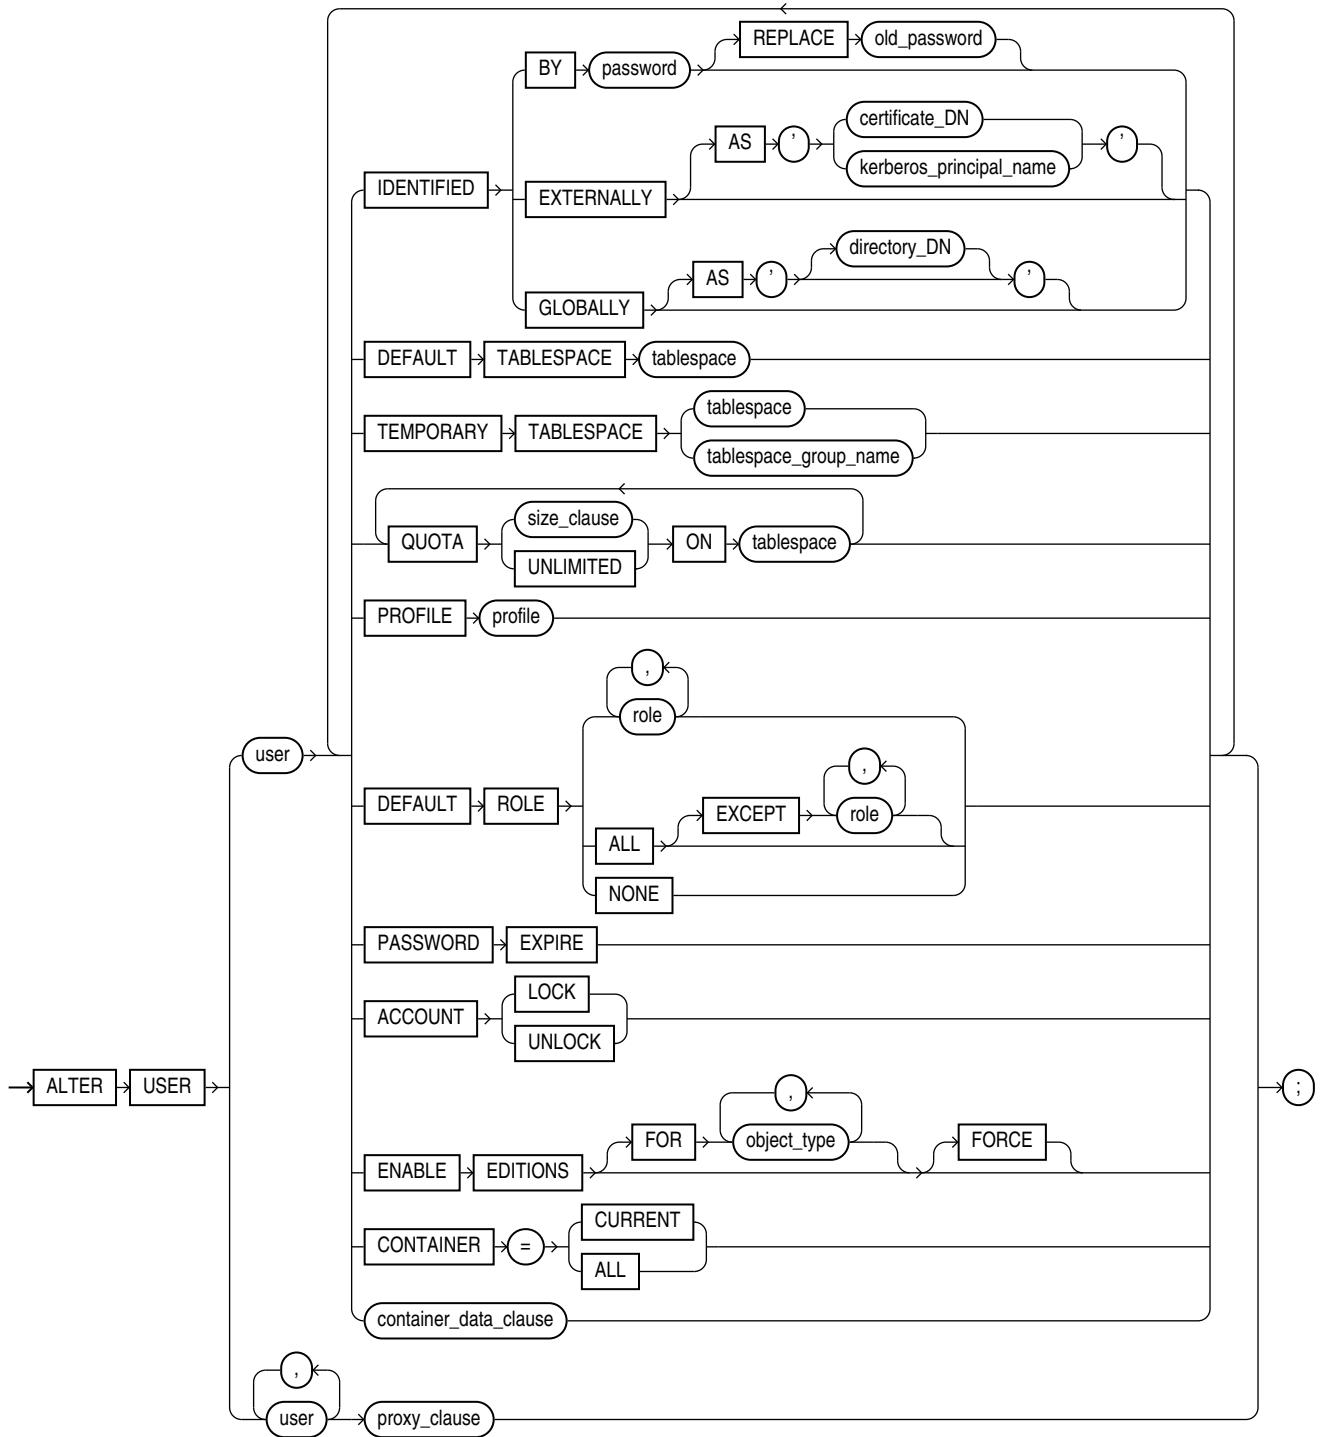 REPLACE old_password
BY password
certificate_DN
AS ' '
kerberos_principal_name
IDENTIFIED
EXTERNALLY
directory_DN
AS ' '
GLOBALLY
DEFAULT TABLESPACE tablespace
tablespace
TEMPORARY TABLESPACE
tablespace_group_name
size_clause
QUOTA ON tablespace
UNLIMITED
PROFILE profile
,
role
user
,
DEFAULT ROLE
EXCEPT role
ALL
NONE
PASSWORD EXPIRE
LOCK
ACCOUNT
UNLOCK
ALTER USER ;
,
FOR object_type FORCE
ENABLE EDITIONS
CURRENT
CONTAINER =
ALL
container_data_clause
,
user proxy_clause